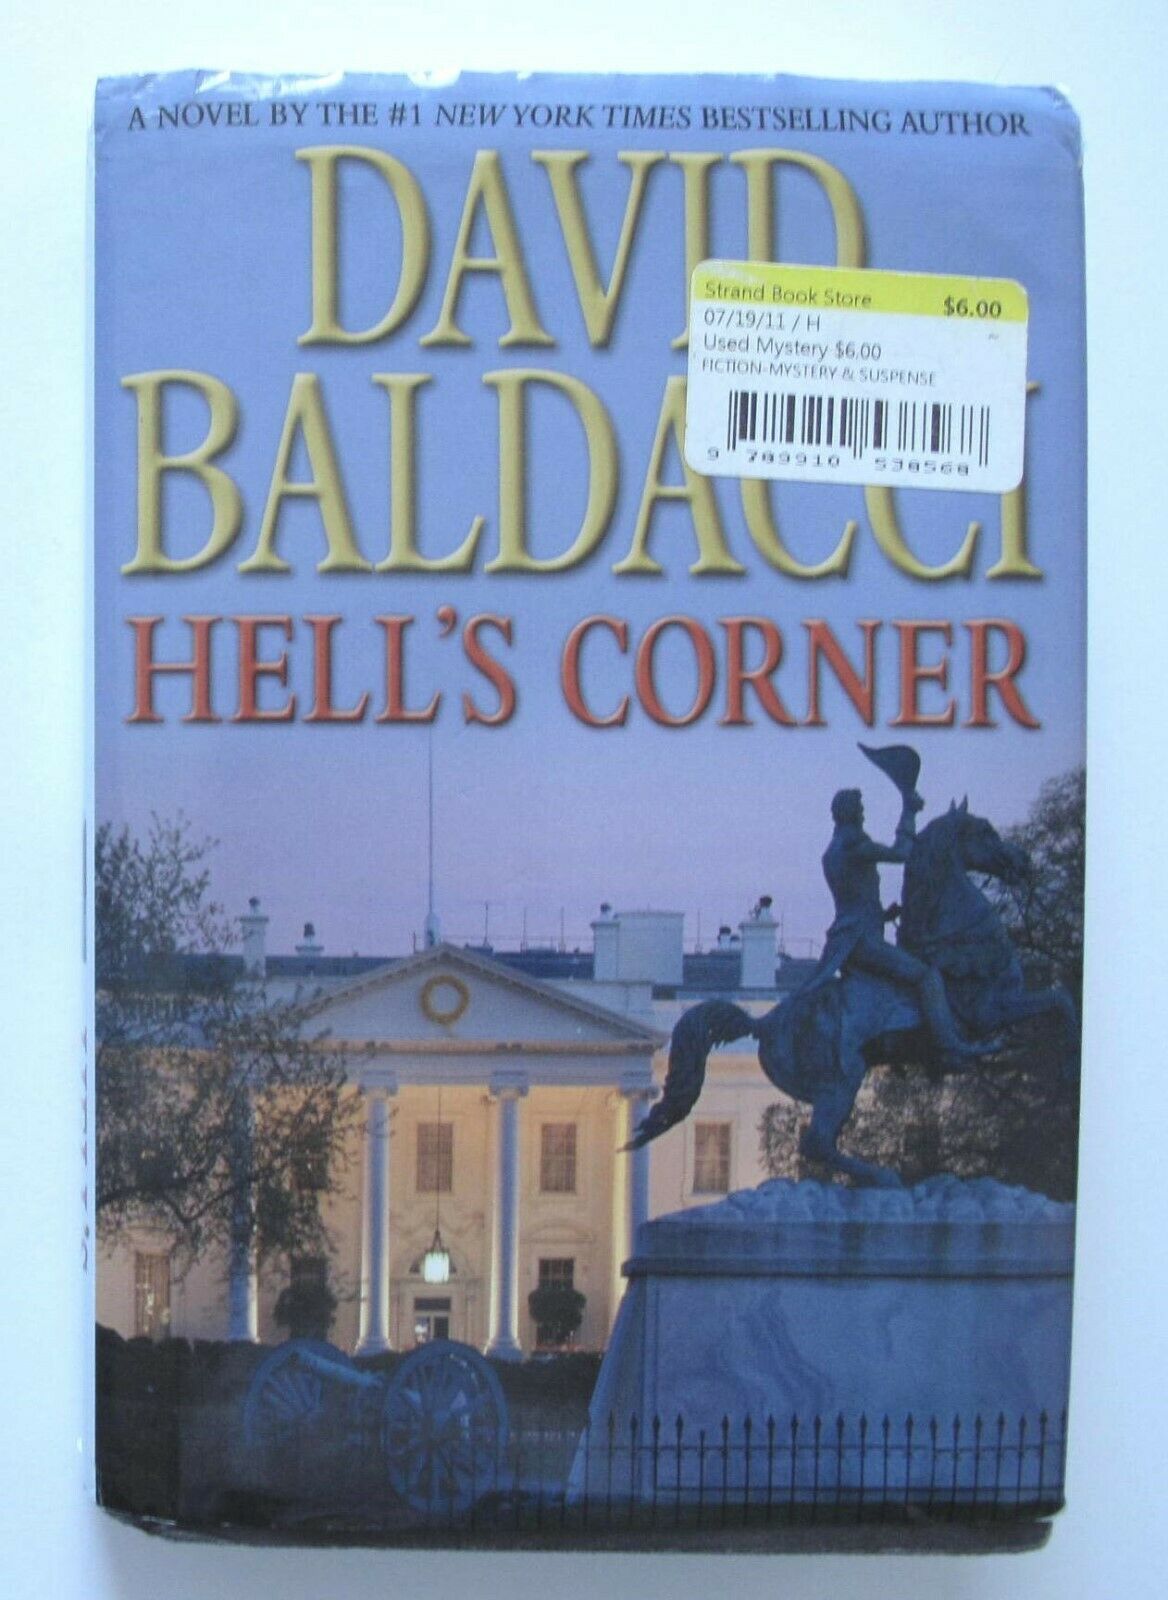 A NOVEL BY THE #1 NEW YORK TIMES BESTSELLING AUTHOR
DAVID
BALDACCI
HELL'S CORNER
Strand Book Store $6.00
07/19/11 / H
Used Mystery $6.00
FICTION-MYSTERY & SUSPENSE
9 789910 538568